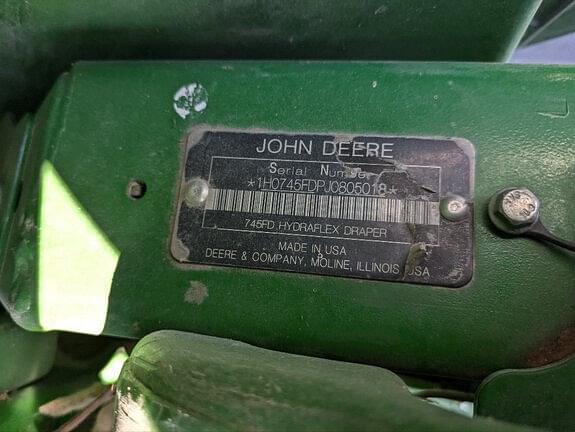 JOHN DEERE
Serial Number
*1H0745FDPJ0805018*
745FD HYDRAFLEX DRAPER
MADE IN USA
DEERE & COMPANY, MOLINE, ILLINOIS USA